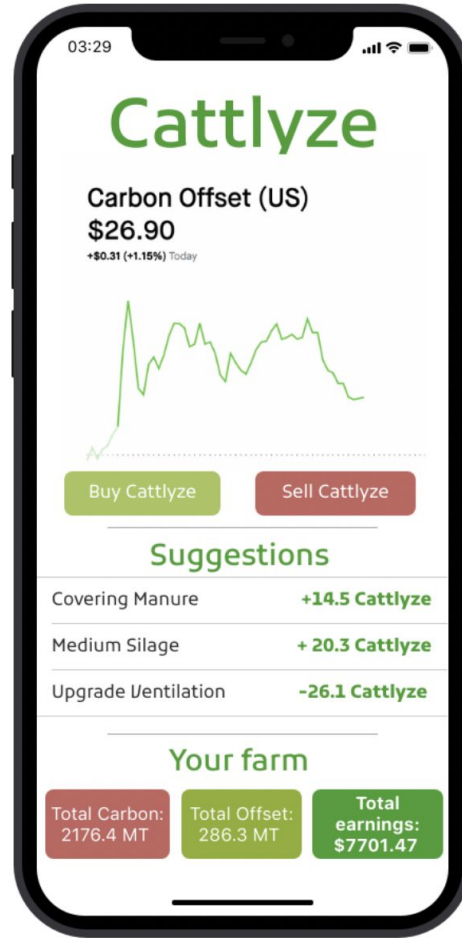 03:29
Cattlyze
Carbon Offset (US)
$26.90
+$0.31 (+1.15%) Today
Buy Cattlyze
Sell Cattlyze
Suggestions
Covering Manure +14.5 Cattlyze
Medium Silage + 20.3 Cattlyze
Upgrade Ventilation -26.1 Cattlyze
Your farm
Total Carbon:
2176.4 MT
Total Offset:
286.3 MT
Total
earnings:
$7701.47